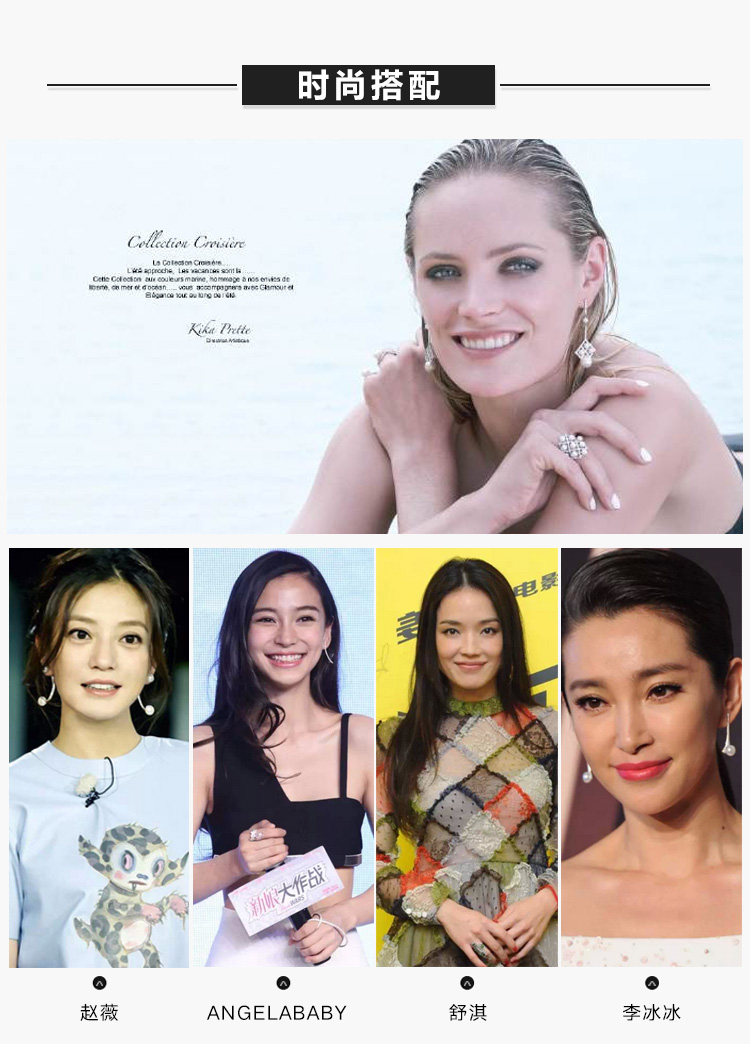 时尚搭配
Collection Croisière
La Collection Croisière.....
L'été approche, Les vacances sont là ......
Cette Collection aux couleurs marine, hommage à nos envies de
liberté, de mer et d'océan...... vous accompagnera avec Glamour et
Elégance tout au long de l'été
Kika Prette
Directrice Artistique
电影
新娘大作战
WARS
赵薇
ANGELABABY
舒淇
李冰冰